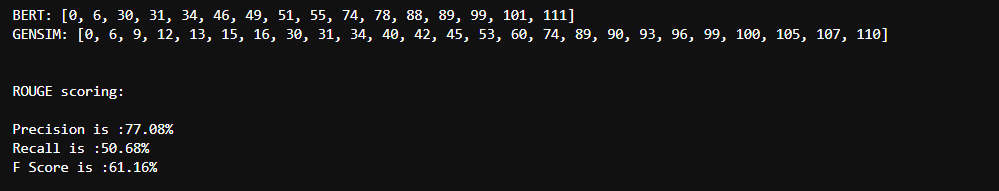 BERT: [0, 6, 30, 31, 34, 46, 49, 51, 55, 74, 78, 88, 89, 99, 101, 111]
GENSIM: [0, 6, 9, 12, 13, 15, 16, 30, 31, 34, 40, 42, 45, 53, 60, 74, 89, 90, 93, 96, 99, 100, 105, 107, 110]
ROUGE scoring:
Precision is :77.08%
Recall is :50.68%
F Score is :61.16%